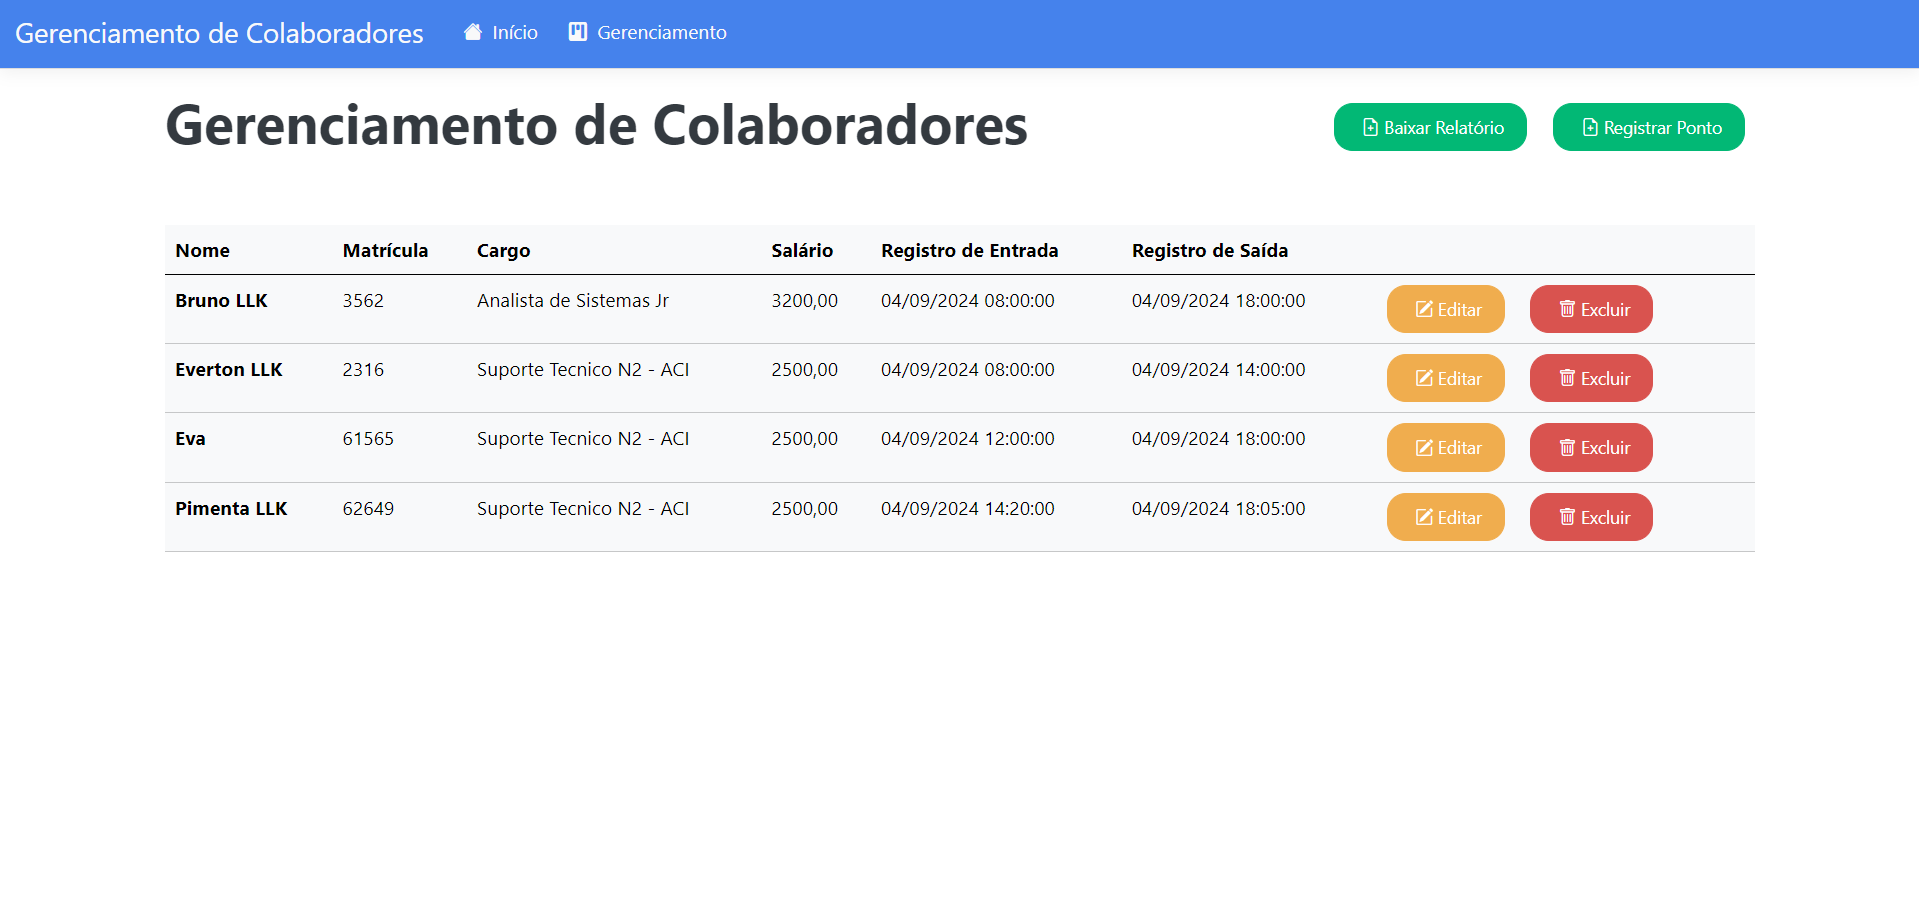 Gerenciamento de Colaboradores Início Gerenciamento
Gerenciamento de Colaboradores Baixar Relatório Registrar Ponto
Nome Matrícula Cargo Salário Registro de Entrada Registro de Saída
Bruno LLK 3562 Analista de Sistemas Jr 3200,00 04/09/2024 08:00:00 04/09/2024 18:00:00 Editar Excluir
Everton LLK 2316 Suporte Tecnico N2 - ACI 2500,00 04/09/2024 08:00:00 04/09/2024 14:00:00 Editar Excluir
Eva 61565 Suporte Tecnico N2 - ACI 2500,00 04/09/2024 12:00:00 04/09/2024 18:00:00 Editar Excluir
Pimenta LLK 62649 Suporte Tecnico N2 - ACI 2500,00 04/09/2024 14:20:00 04/09/2024 18:05:00 Editar Excluir